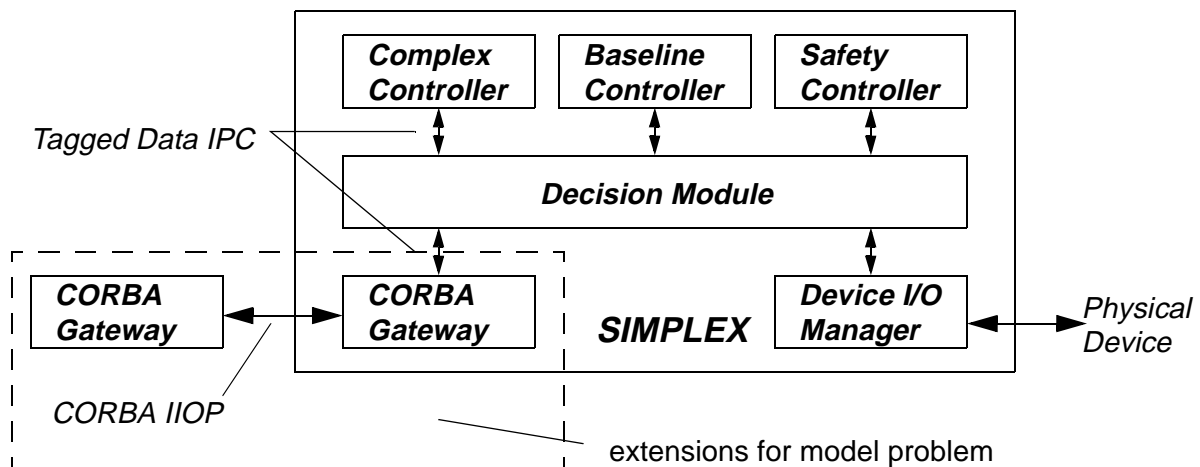 Complex
Controller
Baseline
Controller
Safety
Controller
Tagged Data IPC
Decision Module
CORBA
Gateway
CORBA
Gateway
SIMPLEX
Device I/O
Manager
Physical
Device
CORBA IIOP
extensions for model problem